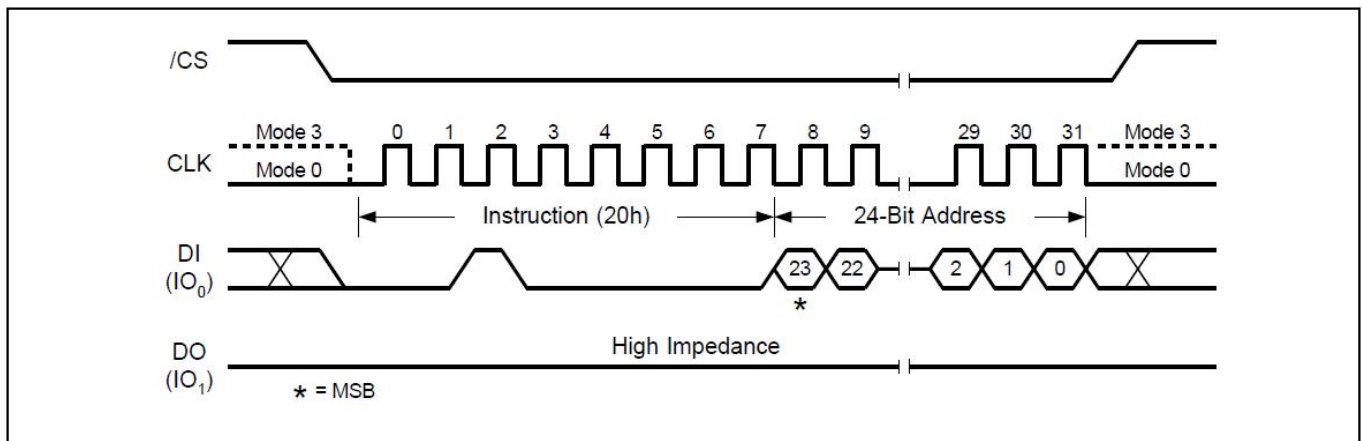 /CS
Mode 3 0 1 2 3 4 5 6 7 8 9 29 30 31 Mode 3
CLK
Mode 0 Mode 0
Instruction (20h) 24-Bit Address
DI
(IO0) 23 22 2 1 0
*
DO High Impedance
(IO1)
* = MSB